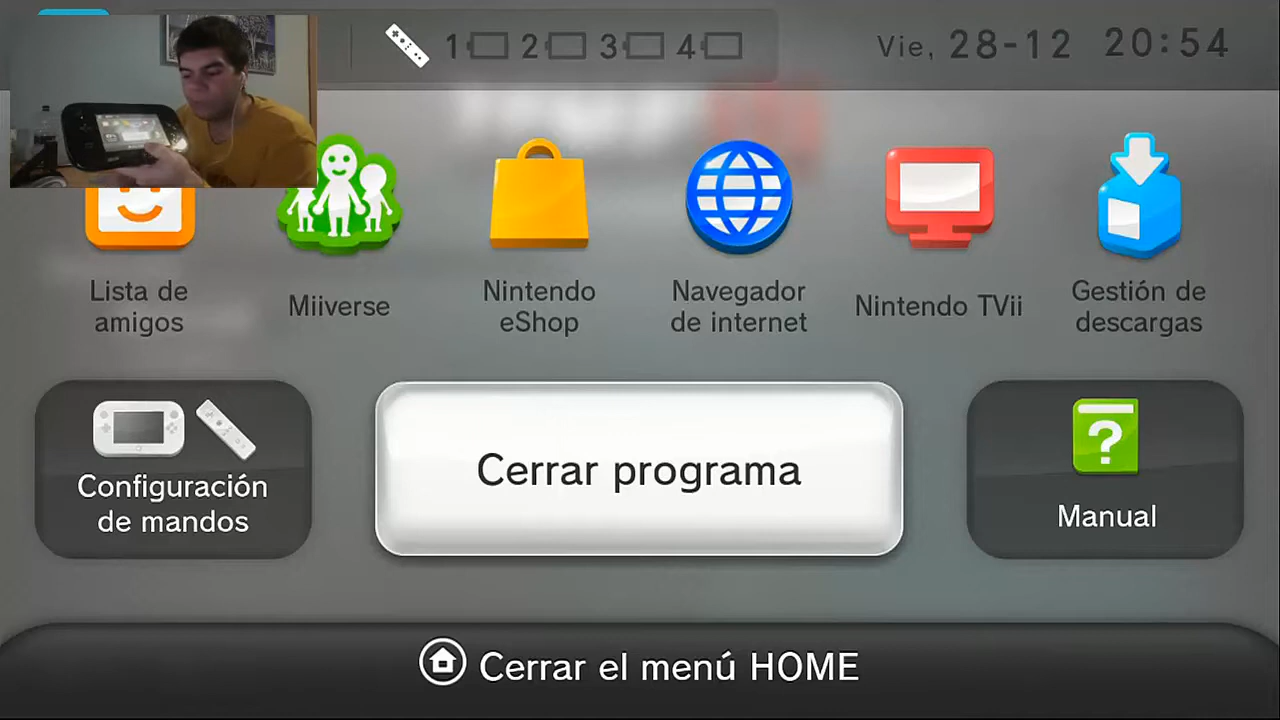 1 2 3 4
Vie, 28-12 20:54
Lista de
amigos
Miiverse
Nintendo
eShop
Navegador
de internet
Nintendo TVii
Gestión de
descargas
Configuración
de mandos
Cerrar programa
?
Manual
Cerrar el menú HOME